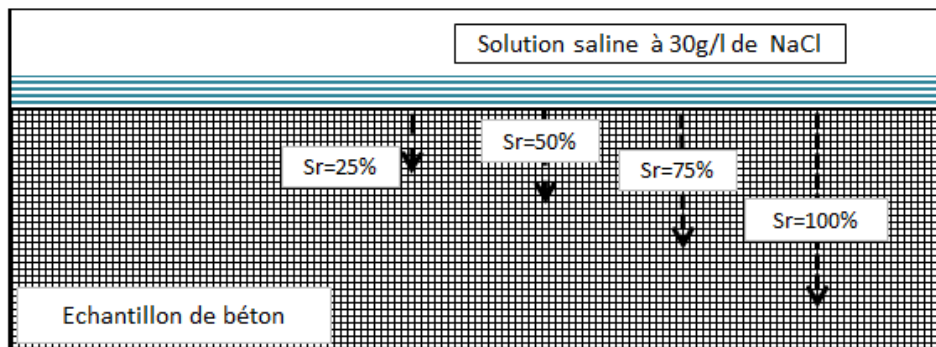 Solution saline à 30g/l de NaCl
Sr=25%
Sr=50%
Sr=75%
Sr=100%
Echantillon de béton